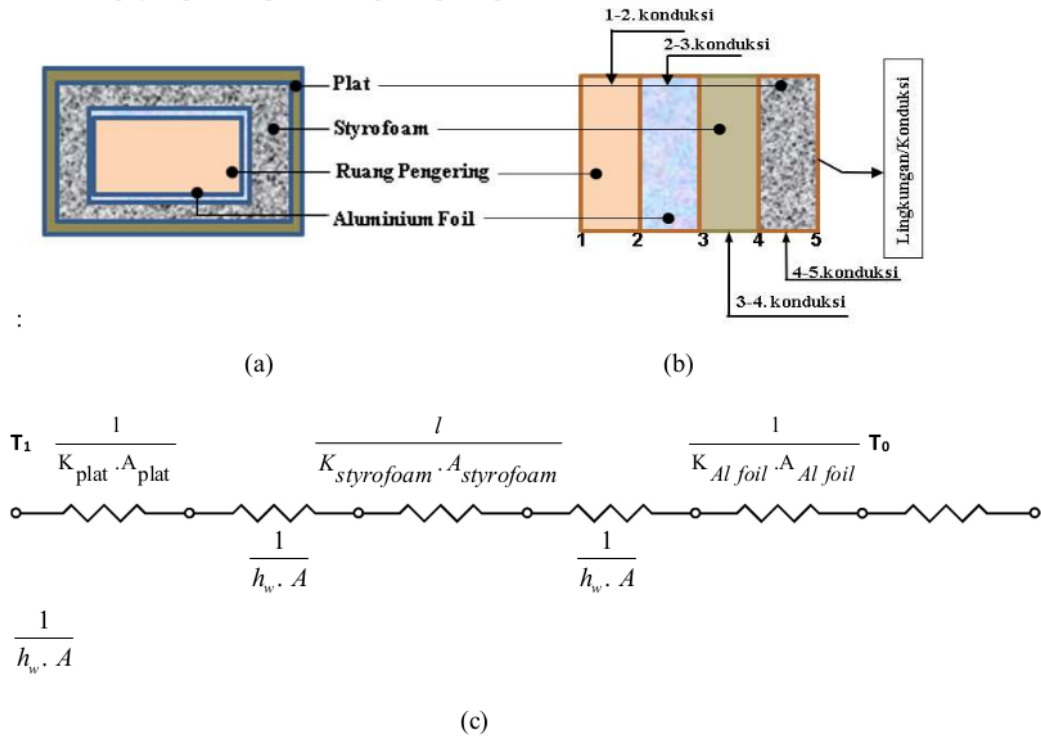 1-2. konduksi
2-3.konduksi
Plat
Styrofoam
Ruang Pengering
Aluminium Foil
1 2 3 4 5
Lingkungan/Konduksi
4-5.konduksi
3-4. konduksi
:
(a) (b)
T₁ 1/(K_plat .A_plat) l/(K_styrofoam . A_styrofoam) 1/(K_Al foil .A_Al foil) T₀
1/(h_w . A) 1/(h_w . A)
1/(h_w . A)
(c)